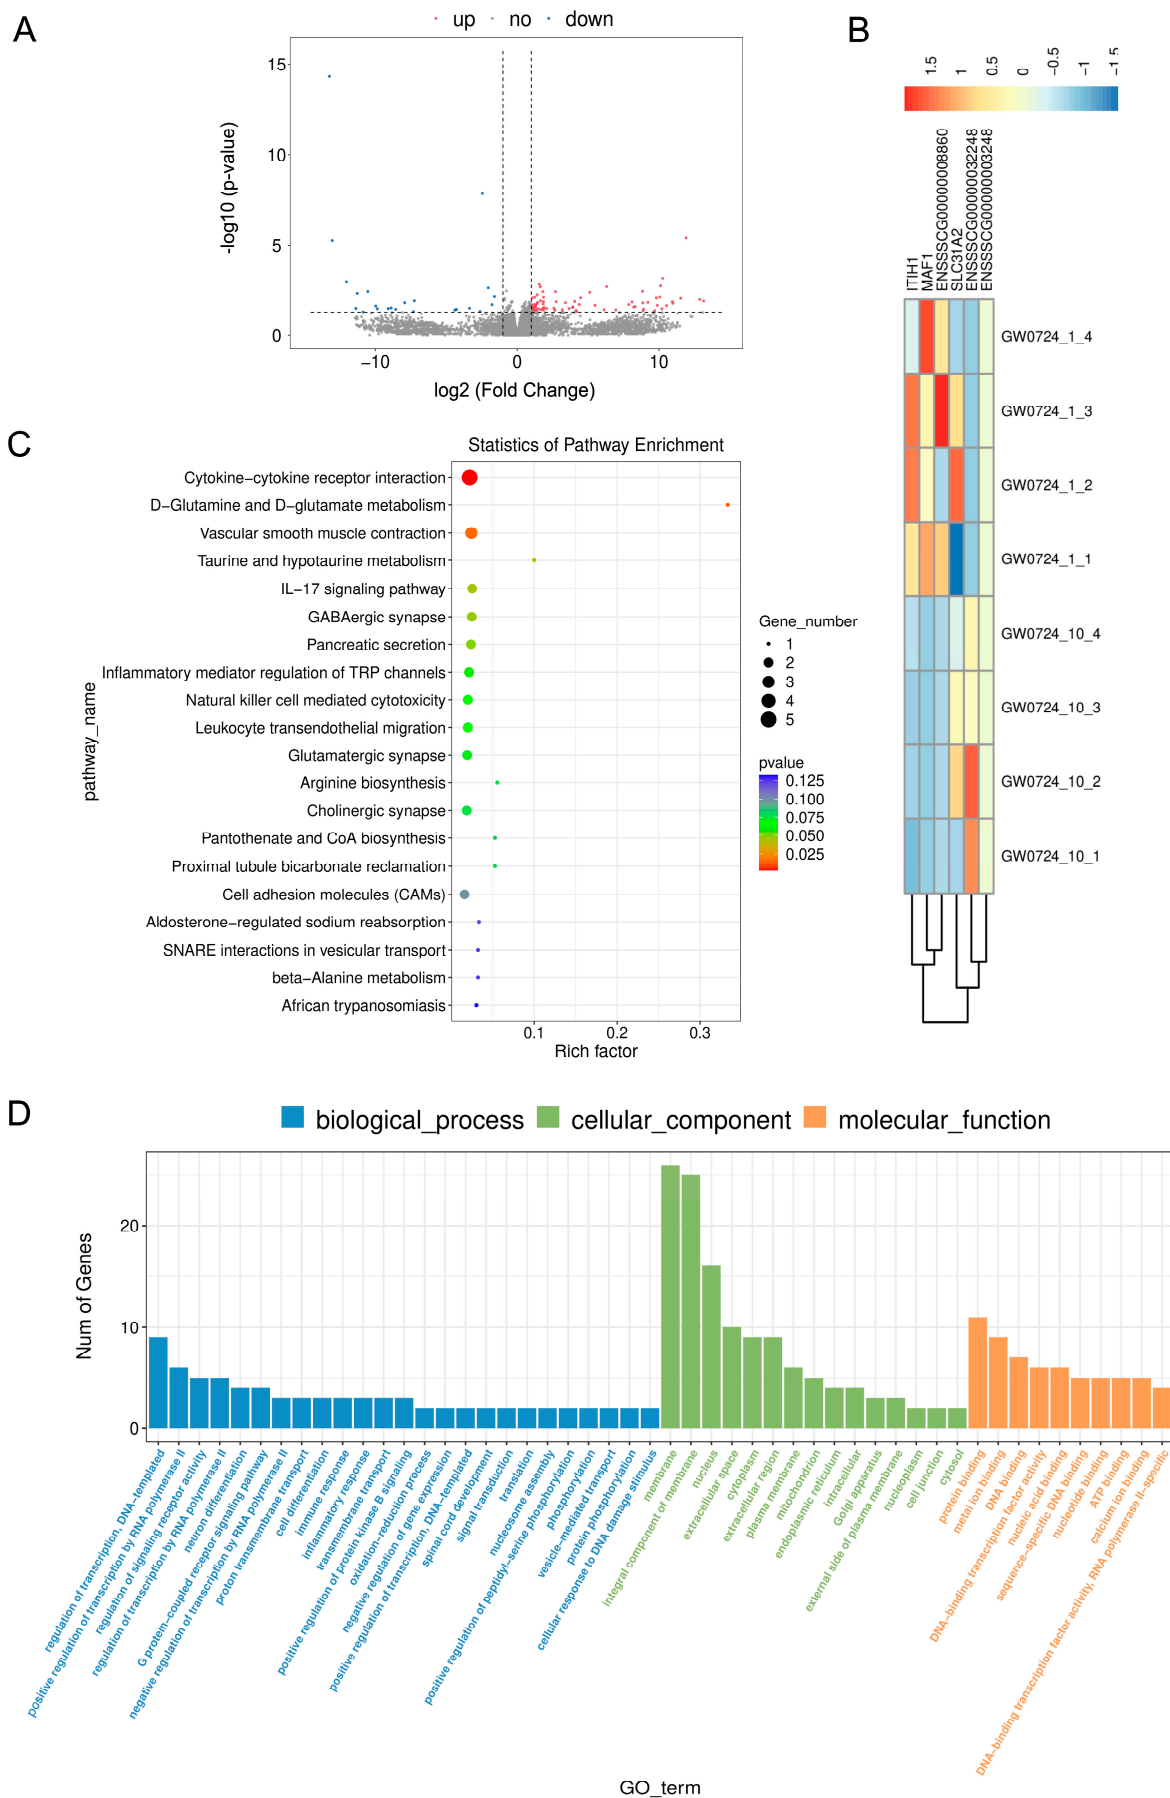 A
up no down
15
10
5
0
-log10 (p-value)
−10 0 10
log2 (Fold Change)
B
1.5 1 0.5 0 −0.5 −1 −1.5
ITIH1
MAF1
ENSSSCG00000008860
SLC31A2
ENSSSCG00000032248
ENSSSCG00000003248
GW0724_1_4
GW0724_1_3
GW0724_1_2
GW0724_1_1
GW0724_10_4
GW0724_10_3
GW0724_10_2
GW0724_10_1
C
Statistics of Pathway Enrichment
pathway_name
Cytokine−cytokine receptor interaction
D−Glutamine and D−glutamate metabolism
Vascular smooth muscle contraction
Taurine and hypotaurine metabolism
IL−17 signaling pathway
GABAergic synapse
Pancreatic secretion
Inflammatory mediator regulation of TRP channels
Natural killer cell mediated cytotoxicity
Leukocyte transendothelial migration
Glutamatergic synapse
Arginine biosynthesis
Cholinergic synapse
Pantothenate and CoA biosynthesis
Proximal tubule bicarbonate reclamation
Cell adhesion molecules (CAMs)
Aldosterone−regulated sodium reabsorption
SNARE interactions in vesicular transport
beta−Alanine metabolism
African trypanosomiasis
0.1 0.2 0.3
Rich factor
Gene_number
1
2
3
4
5
pvalue
0.125
0.100
0.075
0.050
0.025
D
biological_process cellular_component molecular_function
Num of Genes
20
10
0
regulation of transcription, DNA−templated
positive regulation of transcription by RNA polymerase II
regulation of signaling receptor activity
regulation of transcription by RNA polymerase II
neuron differentiation
G protein−coupled receptor signaling pathway
negative regulation of transcription by RNA polymerase II
proton transmembrane transport
cell differentiation
immune response
inflammatory response
transmembrane transport
positive regulation of protein kinase B signaling
oxidation−reduction process
negative regulation of gene expression
positive regulation of transcription, DNA−templated
spinal cord development
signal transduction
translation
nucleosome assembly
positive regulation of peptidyl−serine phosphorylation
phosphorylation
vesicle−mediated transport
protein phosphorylation
cellular response to DNA damage stimulus
membrane
integral component of membrane
nucleus
extracellular space
cytoplasm
extracellular region
plasma membrane
mitochondrion
endoplasmic reticulum
intracellular
Golgi apparatus
external side of plasma membrane
nucleoplasm
cell junction
cytosol
protein binding
metal ion binding
DNA binding
DNA−binding transcription factor activity
nucleic acid binding
sequence−specific DNA binding
nucleotide binding
ATP binding
calcium ion binding
DNA−binding transcription factor activity, RNA polymerase II−specific
GO_term